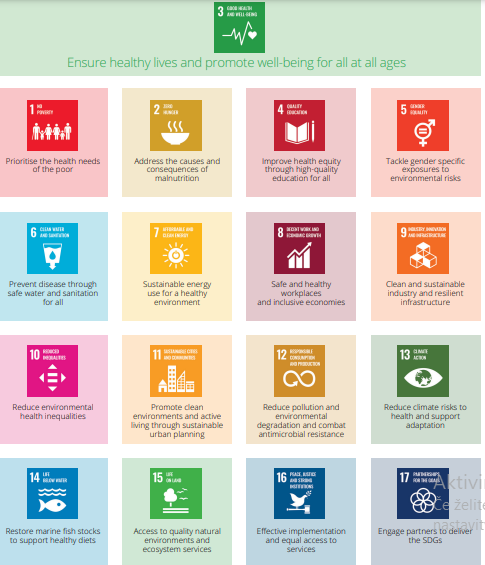 3 GOOD HEALTH
AND WELL-BEING
Ensure healthy lives and promote well-being for all at all ages
1 NO
POVERTY
Prioritise the health needs
of the poor
2 ZERO
HUNGER
Address the causes and
consequences of
malnutrition
4 QUALITY
EDUCATION
Improve health equity
through high-quality
education for all
5 GENDER
EQUALITY
Tackle gender specific
exposures to
environmental risks
6 CLEAN WATER
AND SANITATION
Prevent disease through
safe water and sanitation
for all
7 AFFORDABLE AND
CLEAN ENERGY
Sustainable energy
use for a healthy
environment
8 DECENT WORK AND
ECONOMIC GROWTH
Safe and healthy
workplaces
and inclusive economies
9 INDUSTRY, INNOVATION
AND INFRASTRUCTURE
Clean and sustainable
industry and resilient
infrastructure
10 REDUCED
INEQUALITIES
Reduce environmental
health inequalities
11 SUSTAINABLE CITIES
AND COMMUNITIES
Promote clean
environments and active
living through sustainable
urban planning
12 RESPONSIBLE
CONSUMPTION
AND PRODUCTION
Reduce pollution and
environmental
degradation and combat
antimicrobial resistance
13 CLIMATE
ACTION
Reduce climate risks to
health and support
adaptation
14 LIFE
BELOW WATER
Restore marine fish stocks
to support healthy diets
15 LIFE
ON LAND
Access to quality natural
environments and
ecosystem services
16 PEACE, JUSTICE
AND STRONG
INSTITUTIONS
Effective implementation
and equal access to
services
17 PARTNERSHIPS
FOR THE GOALS
Engage partners to deliver
the SDGs
Aktivi
Če želite
nastavit